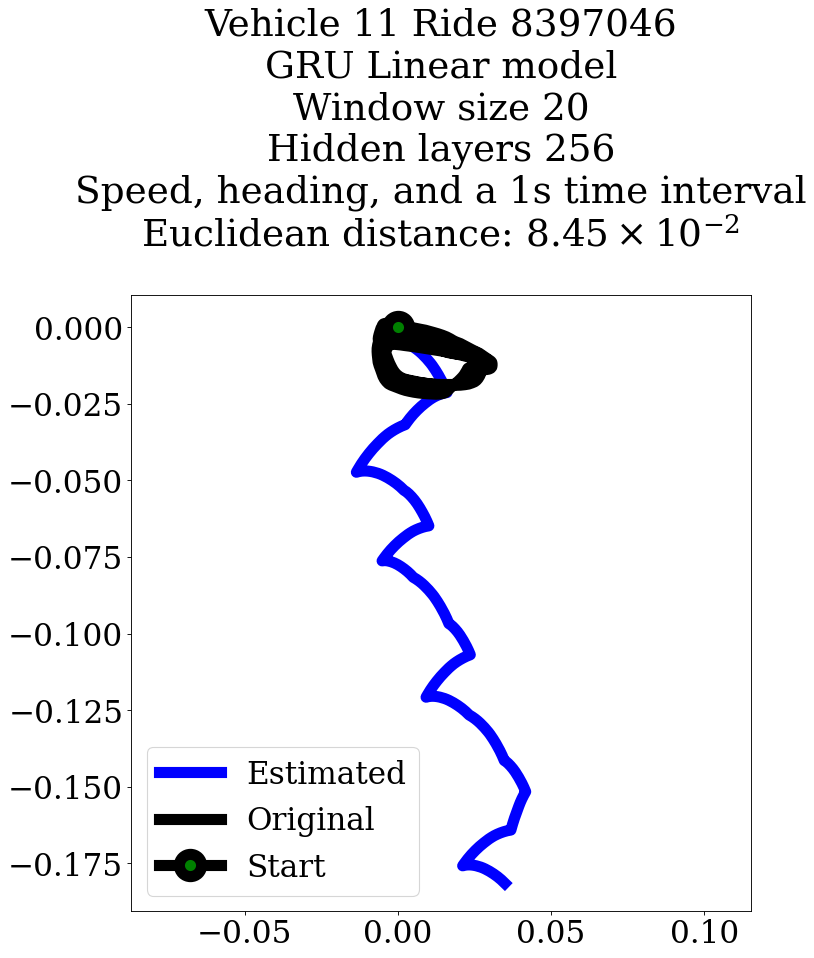 Vehicle 11 Ride 8397046
GRU Linear model
Window size 20
Hidden layers 256
Speed, heading, and a 1s time interval
Euclidean distance: 8.45 × 10⁻²
0.000
−0.025
−0.050
−0.075
−0.100
−0.125
−0.150
−0.175
Estimated
Original
Start
−0.05 0.00 0.05 0.10